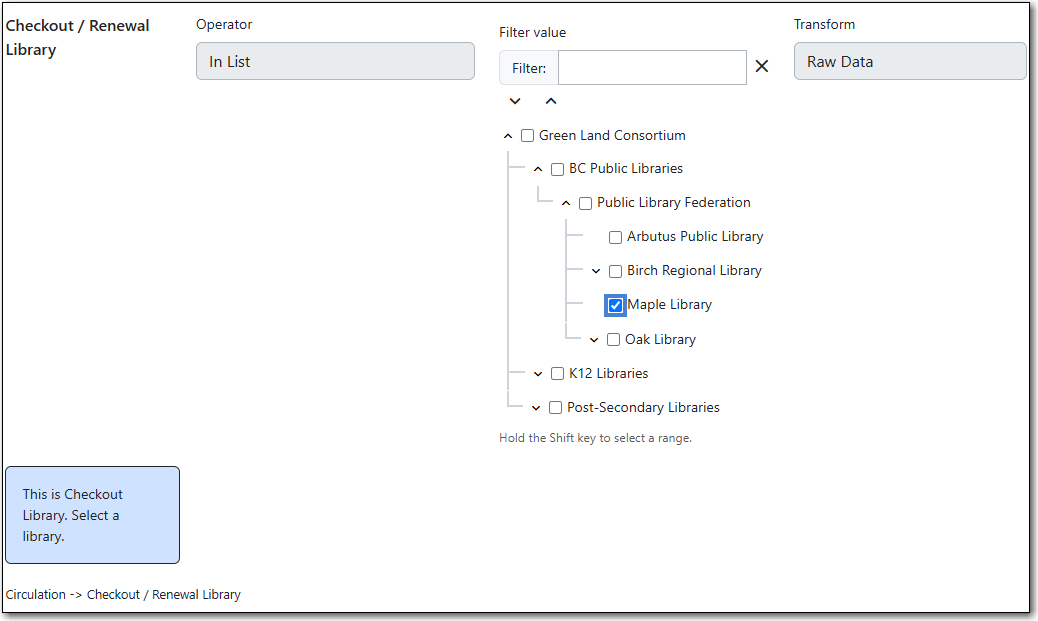 Checkout / Renewal
Library
Operator
In List
Filter value
Filter:
Transform
Raw Data
Green Land Consortium
BC Public Libraries
Public Library Federation
Arbutus Public Library
Birch Regional Library
Maple Library
Oak Library
K12 Libraries
Post-Secondary Libraries
Hold the Shift key to select a range.
This is Checkout
Library. Select a
library.
Circulation -> Checkout / Renewal Library